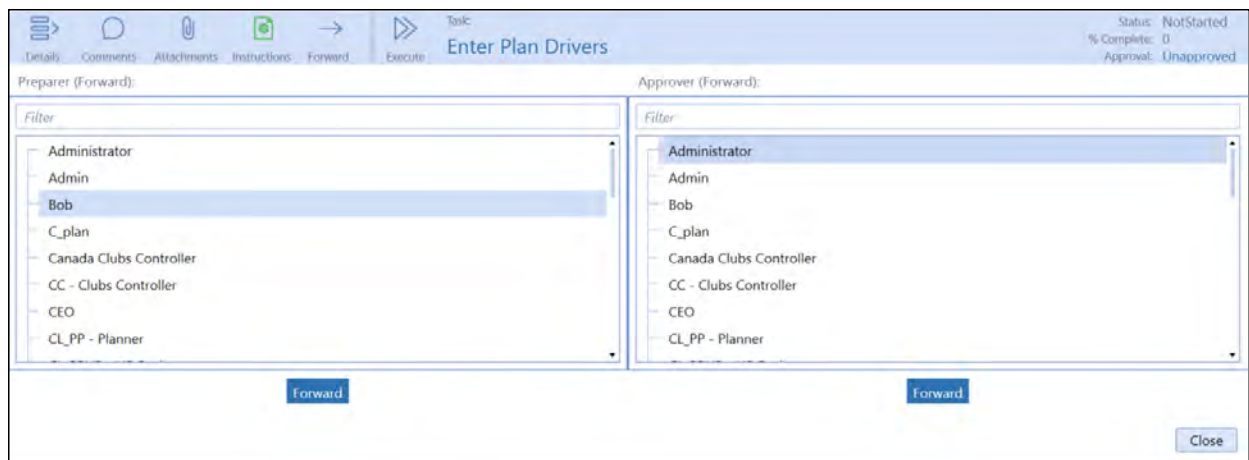 Task:
Enter Plan Drivers
Status: NotStarted
% Complete: 0
Approval: Unapproved
Details Comments Attachments Instructions Forward Execute
Preparer (Forward): Approver (Forward):
Filter Filter
Administrator Administrator
Admin Admin
Bob Bob
C_plan C_plan
Canada Clubs Controller Canada Clubs Controller
CC - Clubs Controller CC - Clubs Controller
CEO CEO
CL_PP - Planner CL_PP - Planner
Forward Forward
Close